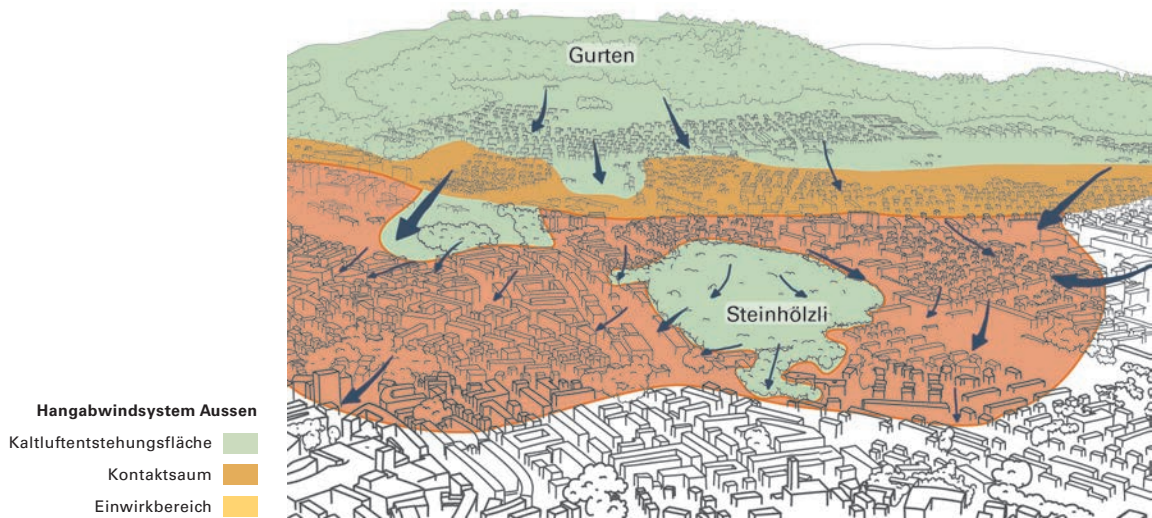 Gurten
Steinhölzli
Hangabwindsystem Aussen
Kaltluftentstehungsfläche
Kontaktsaum
Einwirkbereich